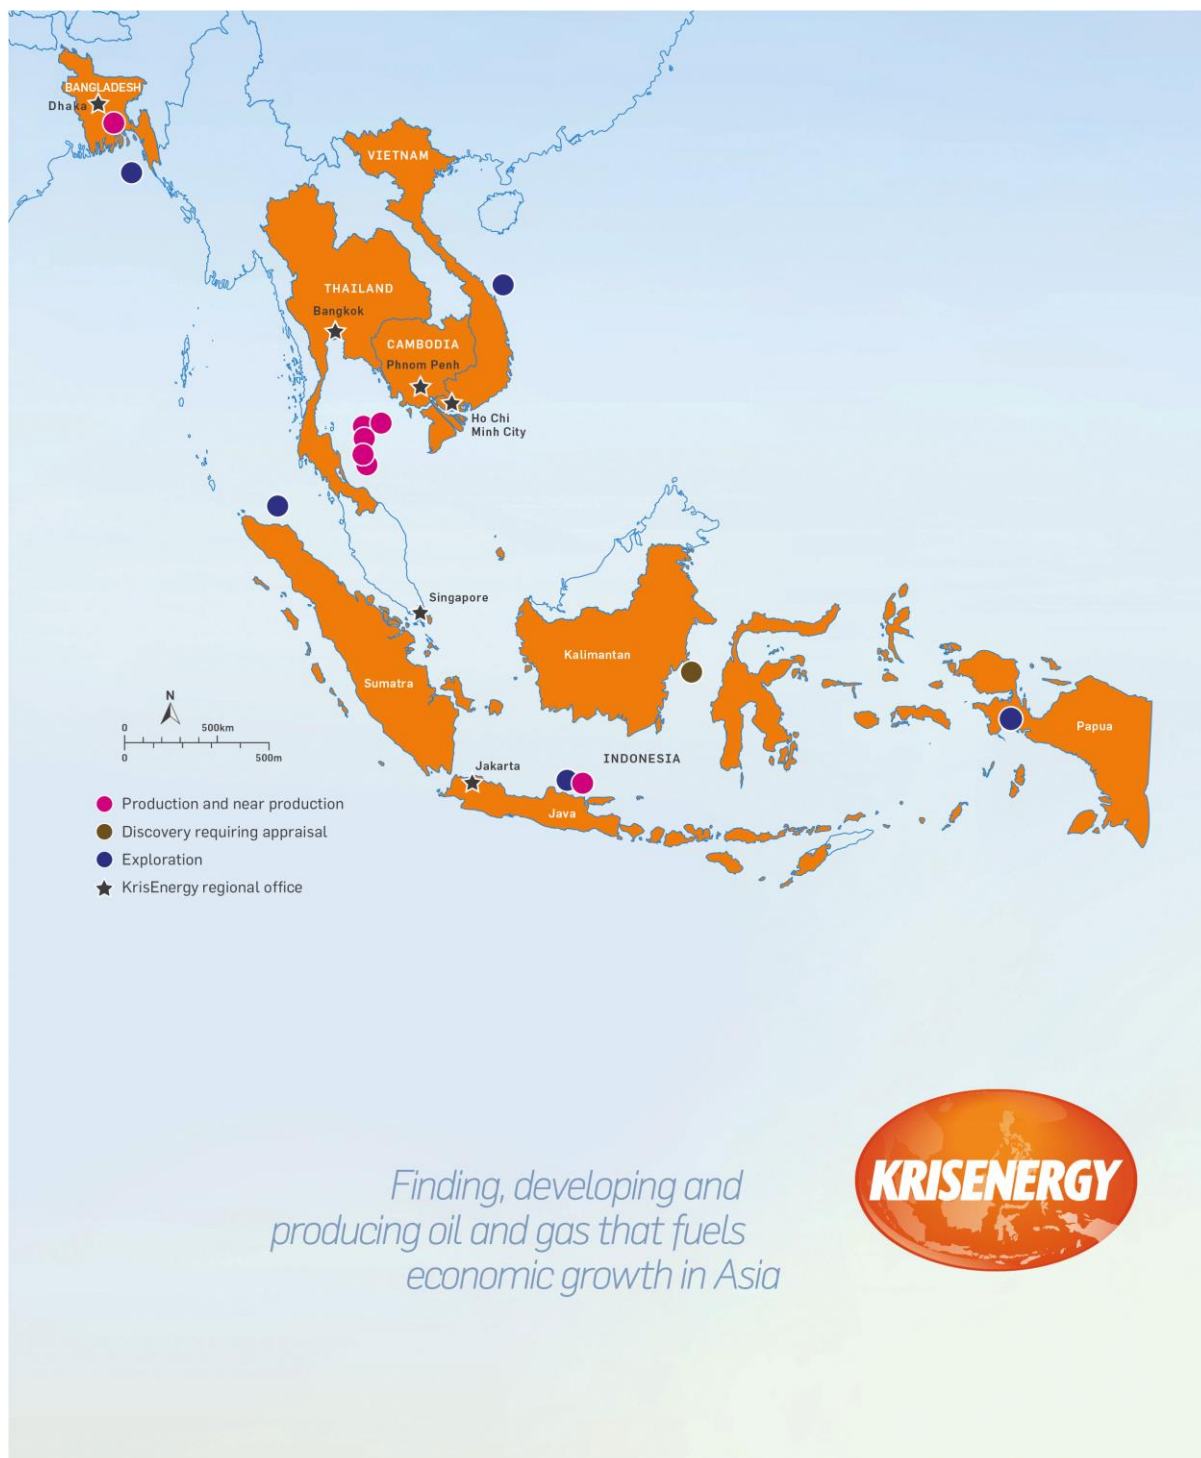 BANGLADESH
Dhaka
VIETNAM
THAILAND
Bangkok
CAMBODIA
Phnom Penh
Ho Chi
Minh City
Singapore
Kalimantan
Sumatra
Papua
INDONESIA
Jakarta
Java
N
0 500km
0 500m
Production and near production
Discovery requiring appraisal
Exploration
KrisEnergy regional office
KRISENERGY
Finding, developing and
producing oil and gas that fuels
economic growth in Asia